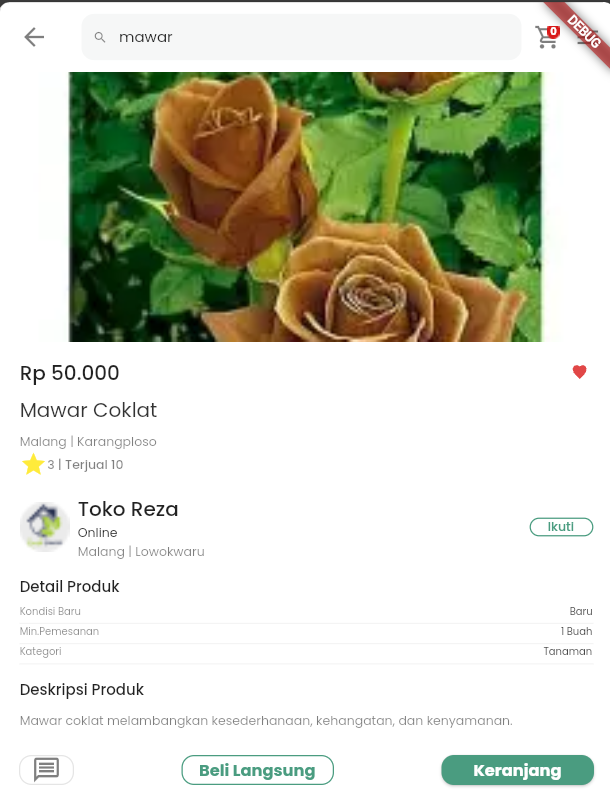 mawar
0
DEBUG
Rp 50.000
Mawar Coklat
Malang | Karangploso
3 | Terjual 10
Toko Reza
Online
Malang | Lowokwaru
Ikuti
Detail Produk
Kondisi Baru Baru
Min.Pemesanan 1 Buah
Kategori Tanaman
Deskripsi Produk
Mawar coklat melambangkan kesederhanaan, kehangatan, dan kenyamanan.
Beli Langsung Keranjang